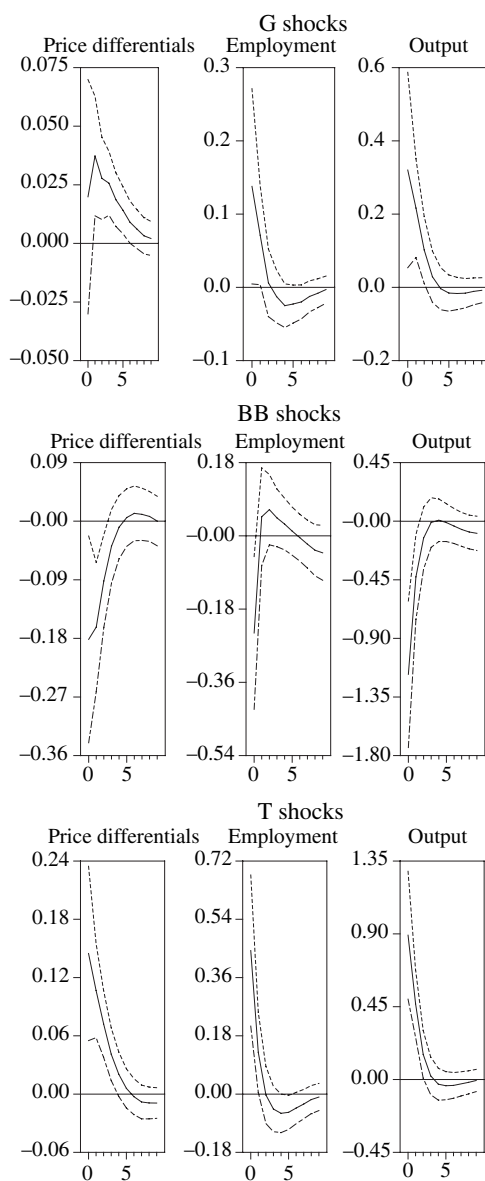 G shocks
Price differentials Employment Output
0.075 0.3 0.6
0.050
0.2 0.4
0.025
0.1 0.2
0.000
0.0 0.0
−0.025
−0.050 −0.1 −0.2
0 5 0 5 0 5
BB shocks
Price differentials Employment Output
0.09 0.18 0.45
−0.00 −0.00 −0.00
−0.09 −0.18 −0.45
−0.18 −0.90
−0.27 −0.36 −1.35
−0.36 −0.54 −1.80
0 5 0 5 0 5
T shocks
Price differentials Employment Output
0.24 0.72 1.35
0.18 0.54 0.90
0.12 0.36
0.45
0.06 0.18
0.00 0.00 0.00
−0.06 −0.18 −0.45
0 5 0 5 0 5